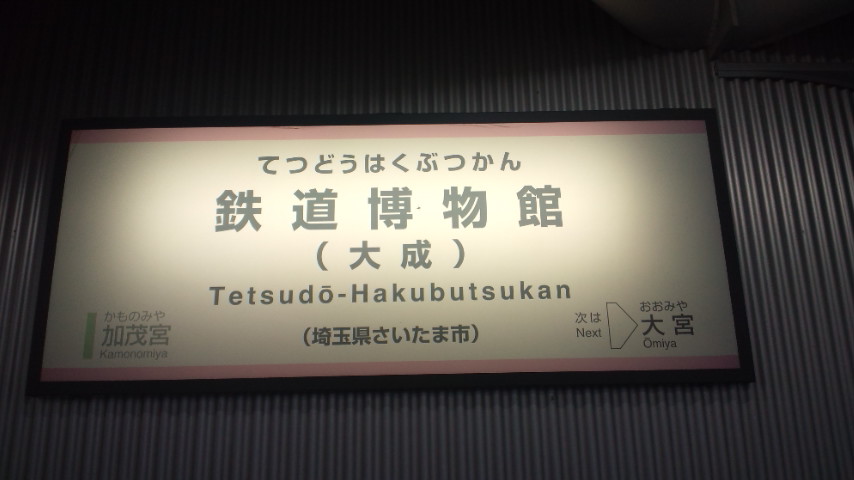 てつどうはくぶつかん
鉄道博物館
(大成)
Tetsudō-Hakubutsukan
(埼玉県さいたま市)
かものみや
加茂宮
Kamonomiya
次は
Next
おおみや
大宮
Ōmiya